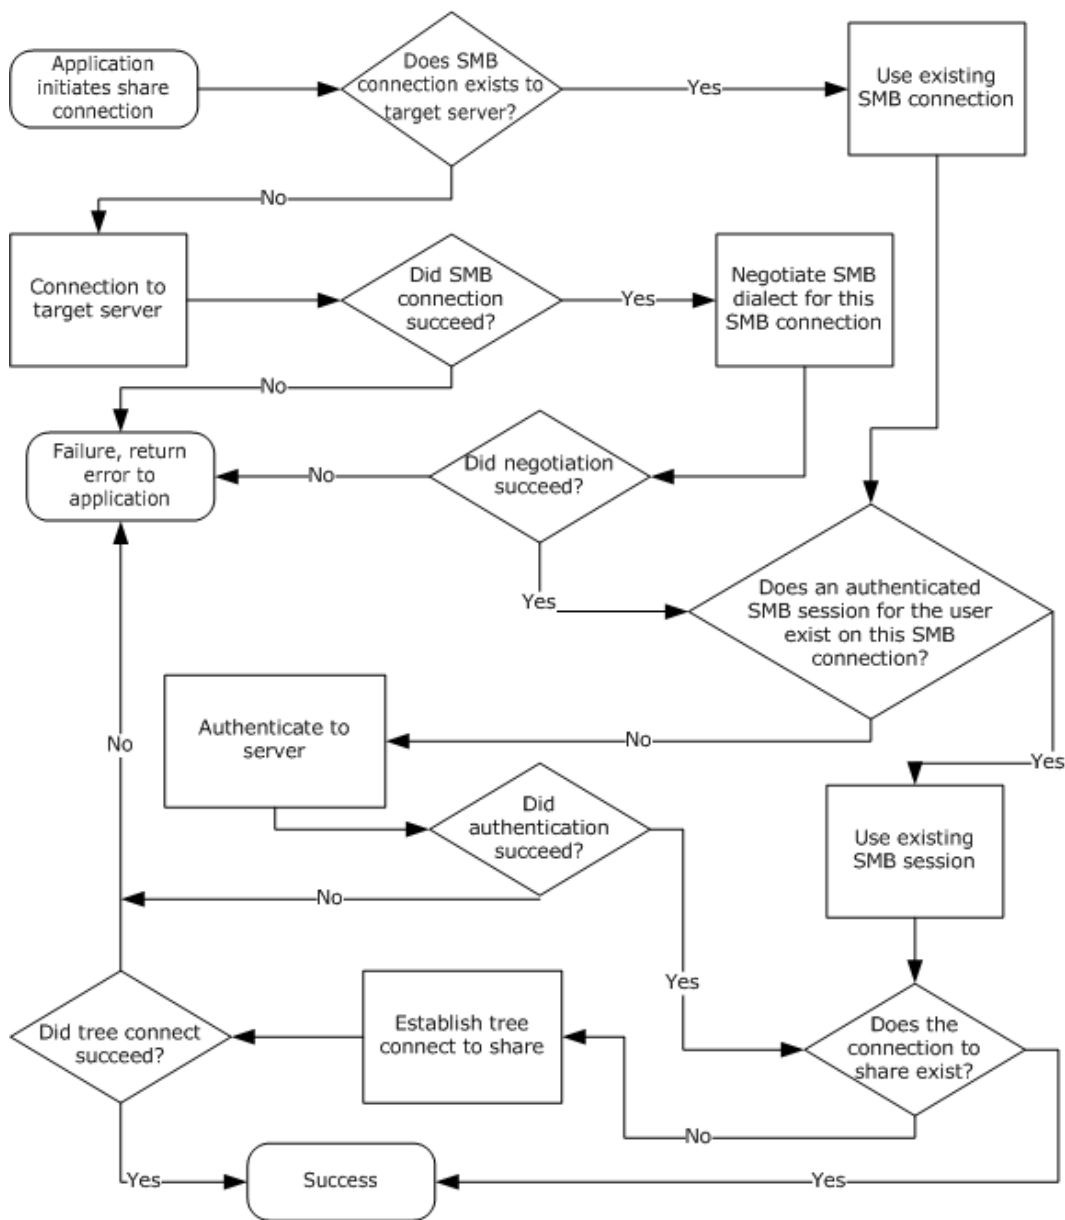 Application
initiates share
connection
Does SMB
connection exists to
target server?
Yes
Use existing
SMB connection
No
Connection to
target server
Did SMB
connection
succeed?
Yes
Negotiate SMB
dialect for this
SMB connection
No
Failure, return
error to
application
No
Did negotiation
succeed?
Yes
Does an authenticated
SMB session for the user
exist on this SMB
connection?
No
Authenticate to
server
No
Yes
Did
authentication
succeed?
Use existing
SMB session
No
Yes
Did tree connect
succeed?
Establish tree
connect to share
Does the
connection to
share exist?
No
Yes
Success
Yes